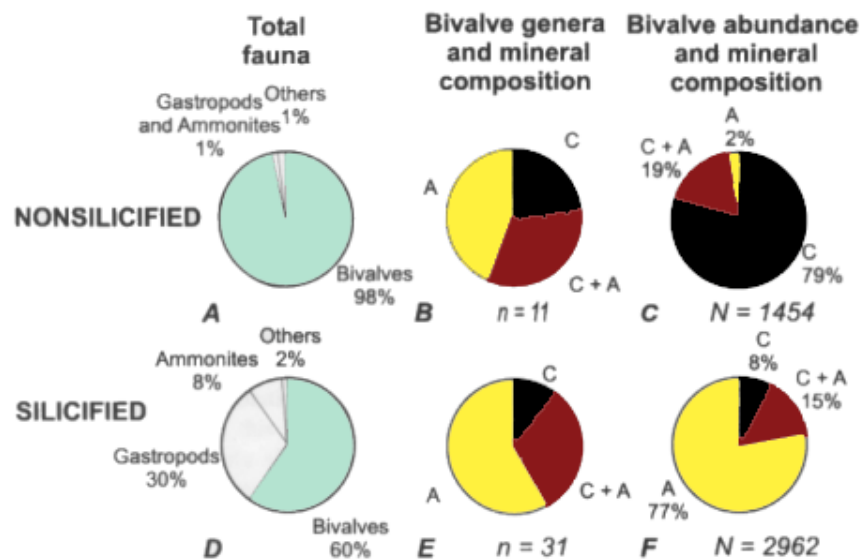 Total
fauna
Bivalve genera
and mineral
composition
Bivalve abundance
and mineral
composition
NONSILICIFIED
Gastropods
and Ammonites
1%
Others
1%
Bivalves
98%
A
A
C
C + A
B
n = 11
A
2%
C + A
19%
C
79%
C
N = 1454
SILICIFIED
Ammonites
8%
Others
2%
Gastropods
30%
Bivalves
60%
D
C
A
C + A
E
n = 31
C
8%
C + A
15%
A
77%
F
N = 2962